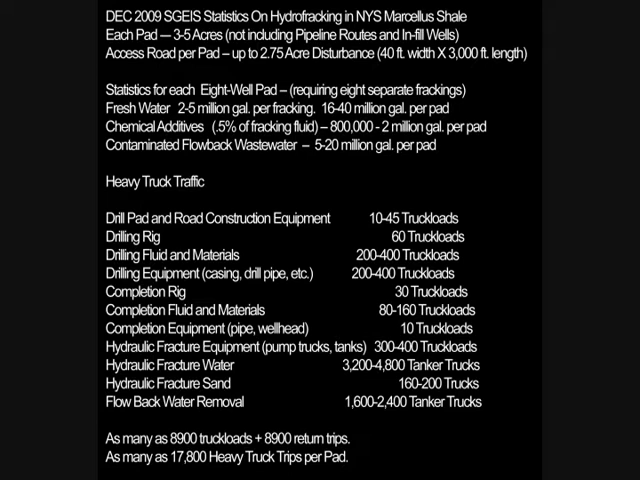 DEC 2009 SGEIS Statistics On Hydrofracking in NYS Marcellus Shale
Each Pad — 3-5 Acres (not including Pipeline Routes and In-fill Wells)
Access Road per Pad – up to 2.75 Acre Disturbance (40 ft. width X 3,000 ft. length)
Statistics for each Eight-Well Pad – (requiring eight separate frackings)
Fresh Water 2-5 million gal. per fracking. 16-40 million gal. per pad
Chemical Additives (.5% of fracking fluid) – 800,000 - 2 million gal. per pad
Contaminated Flowback Wastewater – 5-20 million gal. per pad
Heavy Truck Traffic
Drill Pad and Road Construction Equipment 10-45 Truckloads
Drilling Rig 60 Truckloads
Drilling Fluid and Materials 200-400 Truckloads
Drilling Equipment (casing, drill pipe, etc.) 200-400 Truckloads
Completion Rig 30 Truckloads
Completion Fluid and Materials 80-160 Truckloads
Completion Equipment (pipe, wellhead) 10 Truckloads
Hydraulic Fracture Equipment (pump trucks, tanks) 300-400 Truckloads
Hydraulic Fracture Water 3,200-4,800 Tanker Trucks
Hydraulic Fracture Sand 160-200 Trucks
Flow Back Water Removal 1,600-2,400 Tanker Trucks
As many as 8900 truckloads + 8900 return trips.
As many as 17,800 Heavy Truck Trips per Pad.